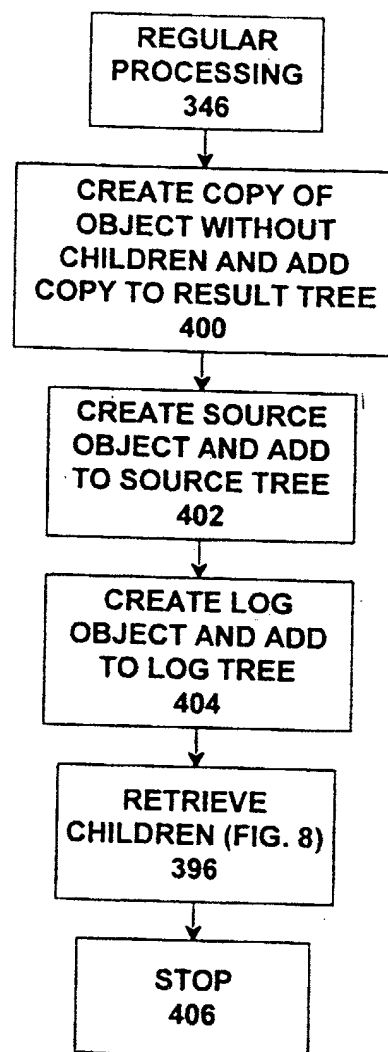 REGULAR
PROCESSING
346
CREATE COPY OF
OBJECT WITHOUT
CHILDREN AND ADD
COPY TO RESULT TREE
400
CREATE SOURCE
OBJECT AND ADD
TO SOURCE TREE
402
CREATE LOG
OBJECT AND ADD
TO LOG TREE
404
RETRIEVE
CHILDREN (FIG. 8)
396
STOP
406